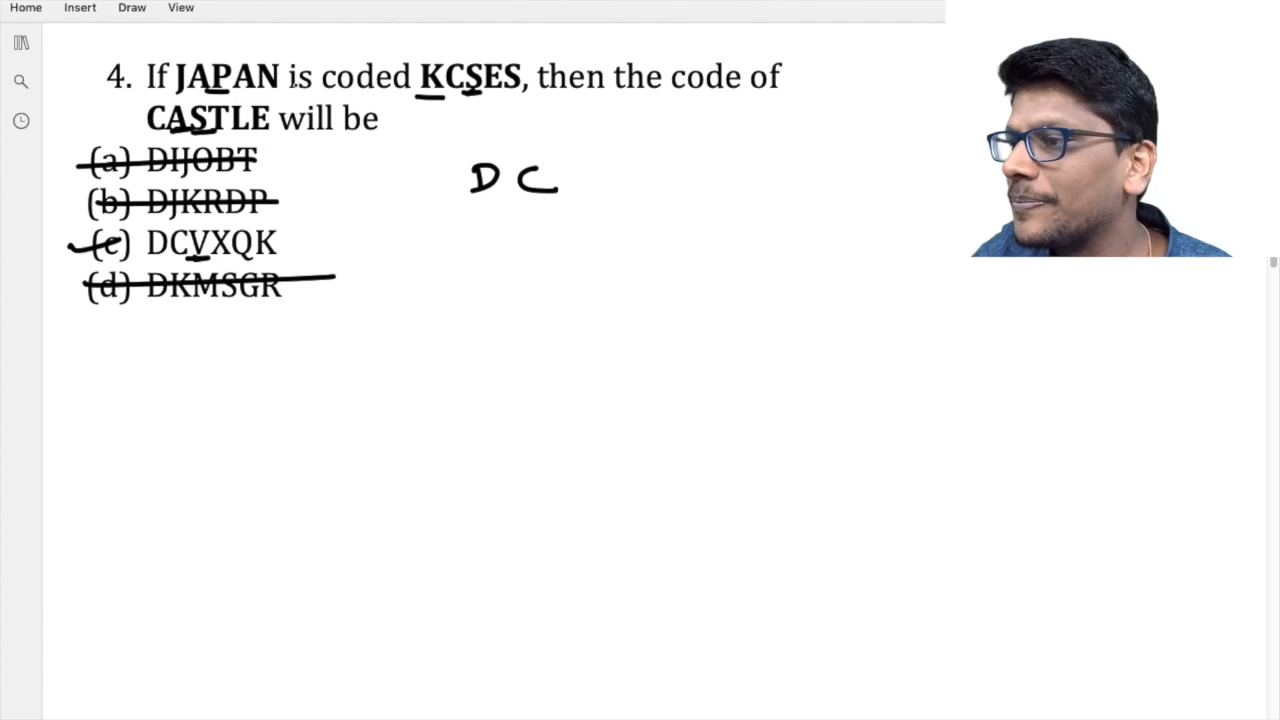 Home Insert Draw View
4. If JAPAN is coded KCSES, then the code of
CASTLE will be
(a) DIJOBT
(b) DJKRDP
D C
(c) DCVXQK
(d) DKMSGR